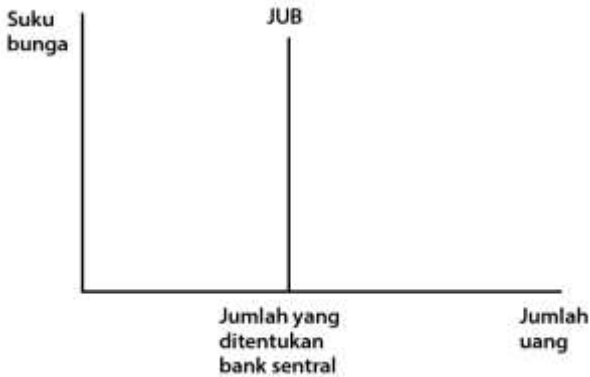 Suku
bunga
JUB
Jumlah yang
ditentukan
bank sentral
Jumlah
uang